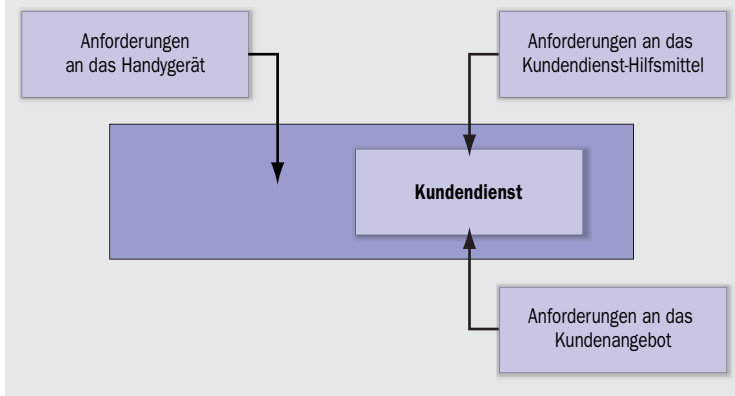 Anforderungen
an das Handygerät
Anforderungen an das
Kundendienst-Hilfsmittel
Kundendienst
Anforderungen an das
Kundenangebot